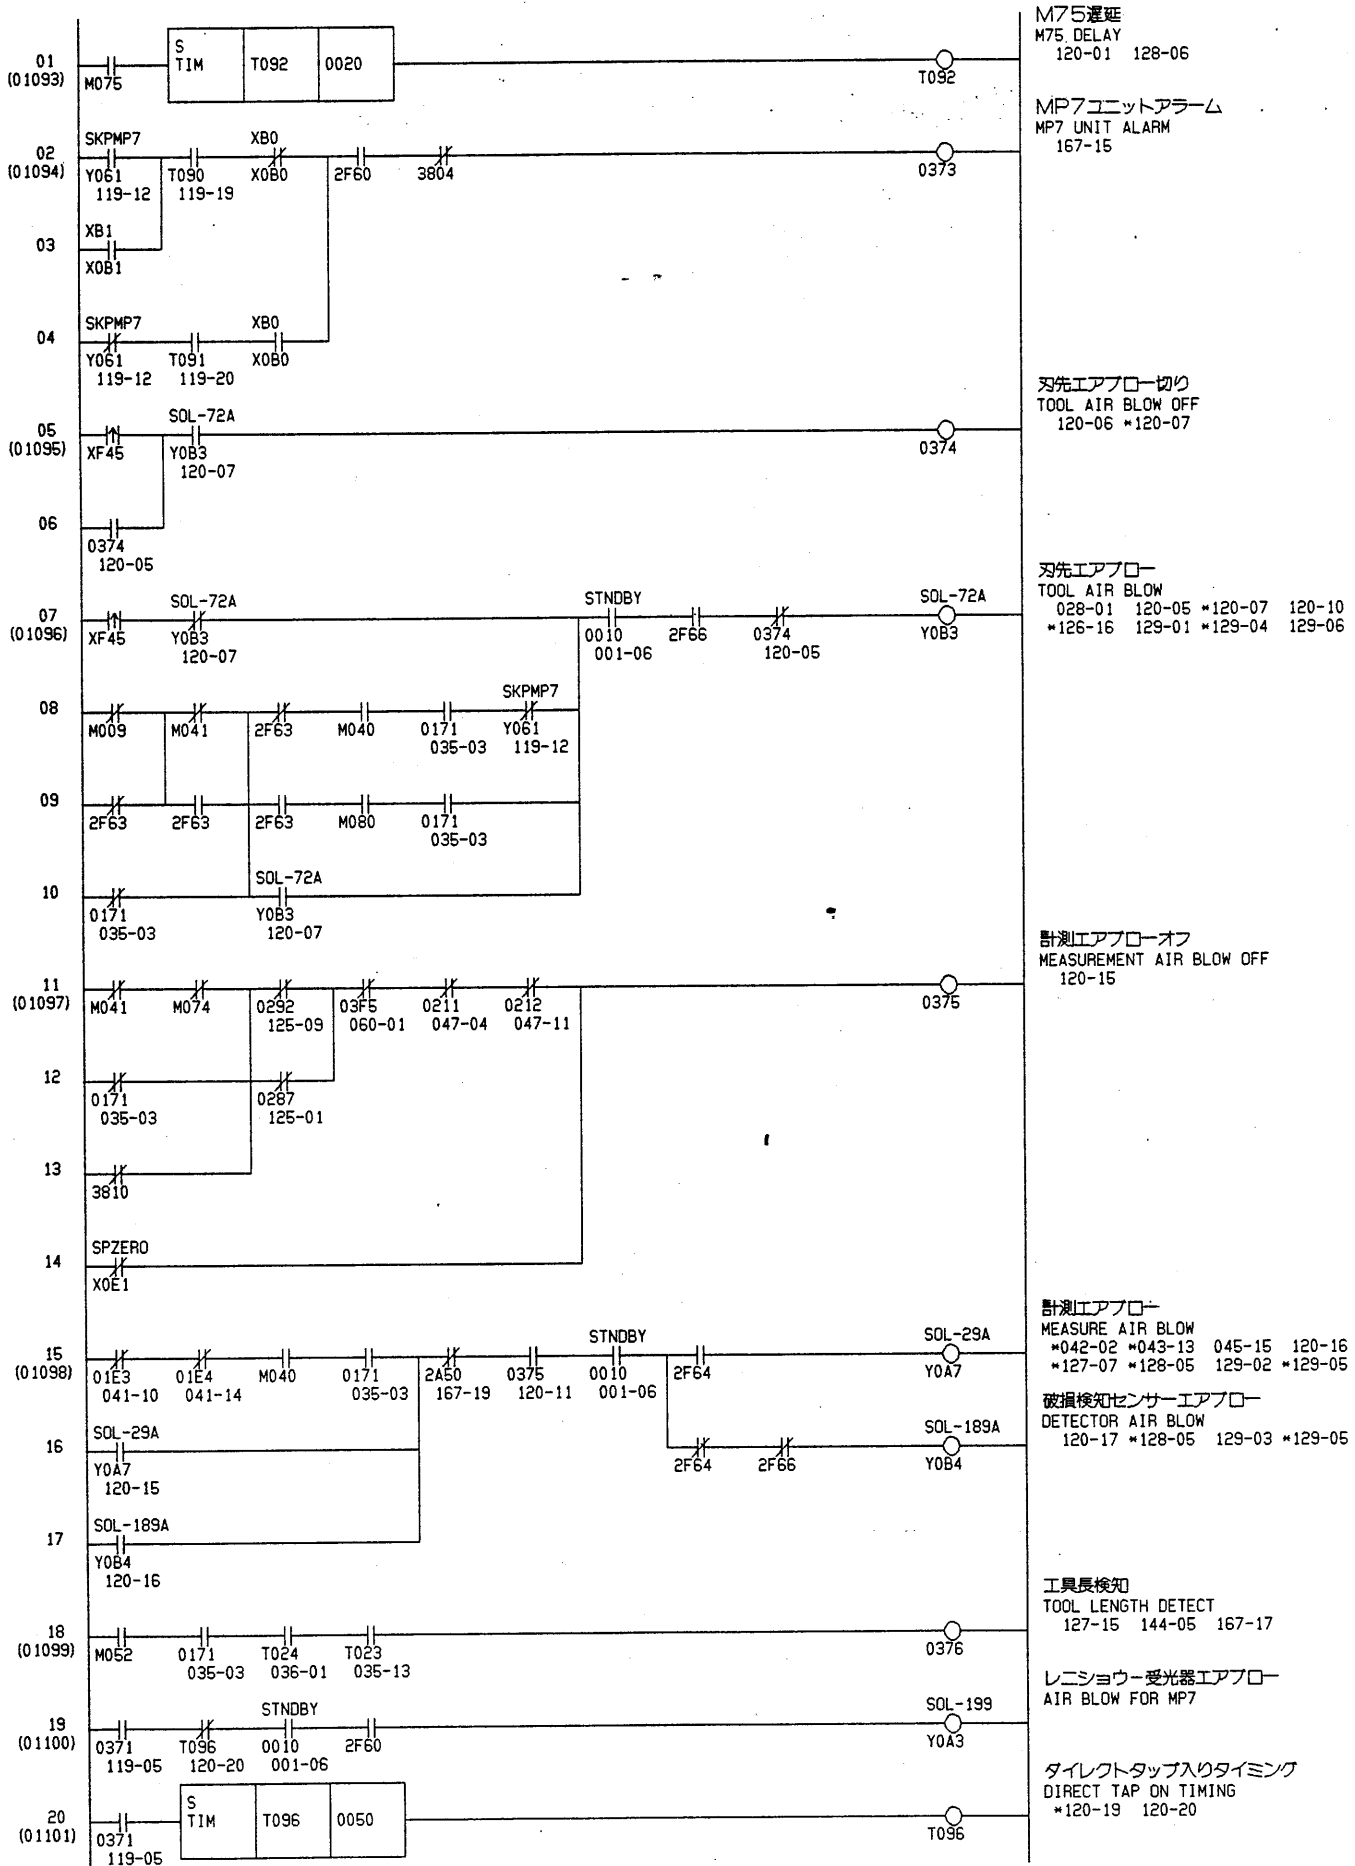 M75遅延
M75 DELAY
120-01 128-06
01
(01093)
M075
S
TIM T092 0020
T092
MP7ユニットアラーム
MP7 UNIT ALARM
167-15
SKPMP7 XB0
02
(01094)
Y061 T090 X0B0 2F60 3804 0373
119-12 119-19
XB1
03
X0B1
SKPMP7 XB0
04
Y061 T091 X0B0
119-12 119-20
刃先エアブロー切り
TOOL AIR BLOW OFF
120-06 *120-07
SOL-72A
05
(01095)
XF45 Y0B3 0374
120-07
06
0374
120-05
刃先エアブロー
TOOL AIR BLOW
028-01 120-05 *120-07 120-10
*126-16 129-01 *129-04 129-06
SOL-72A STNDBY SOL-72A
07
(01096)
XF45 Y0B3 0010 2F66 0374 Y0B3
120-07 001-06 120-05
SKPMP7
08
M009 M041 2F63 M040 0171 Y061
035-03 119-12
09
2F63 2F63 2F63 M080 0171
035-03
SOL-72A
10
0171 Y0B3
035-03 120-07
計測エアブローオフ
MEASUREMENT AIR BLOW OFF
120-15
11
(01097)
M041 M074 0292 03F5 0211 0212 0375
125-09 060-01 047-04 047-11
12
0171 0287
035-03 125-01
13
3810
SPZERO
14
X0E1
計測エアブロー
MEASURE AIR BLOW
*042-02 *043-13 045-15 120-16
*127-07 *128-05 129-02 *129-05
STNDBY SOL-29A
15
(01098)
01E3 01E4 M040 0171 2A50 0375 0010 2F64 Y0A7
041-10 041-14 035-03 167-19 120-11 001-06
破損検知センサーエアブロー
DETECTOR AIR BLOW
120-17 *128-05 129-03 *129-05
SOL-29A SOL-189A
16
Y0A7 2F64 2F66 Y0B4
120-15
SOL-189A
17
Y0B4
120-16
工具長検知
TOOL LENGTH DETECT
127-15 144-05 167-17
18
(01099)
M052 0171 T024 T023 0376
035-03 036-01 035-13
レニショウー受光器エアブロー
AIR BLOW FOR MP7
STNDBY SOL-199
19
(01100)
0371 T096 0010 2F60 Y0A3
119-05 120-20 001-06
ダイレクトタップ入りタイミング
DIRECT TAP ON TIMING
*120-19 120-20
20
(01101)
0371
119-05
S
TIM T096 0050
T096